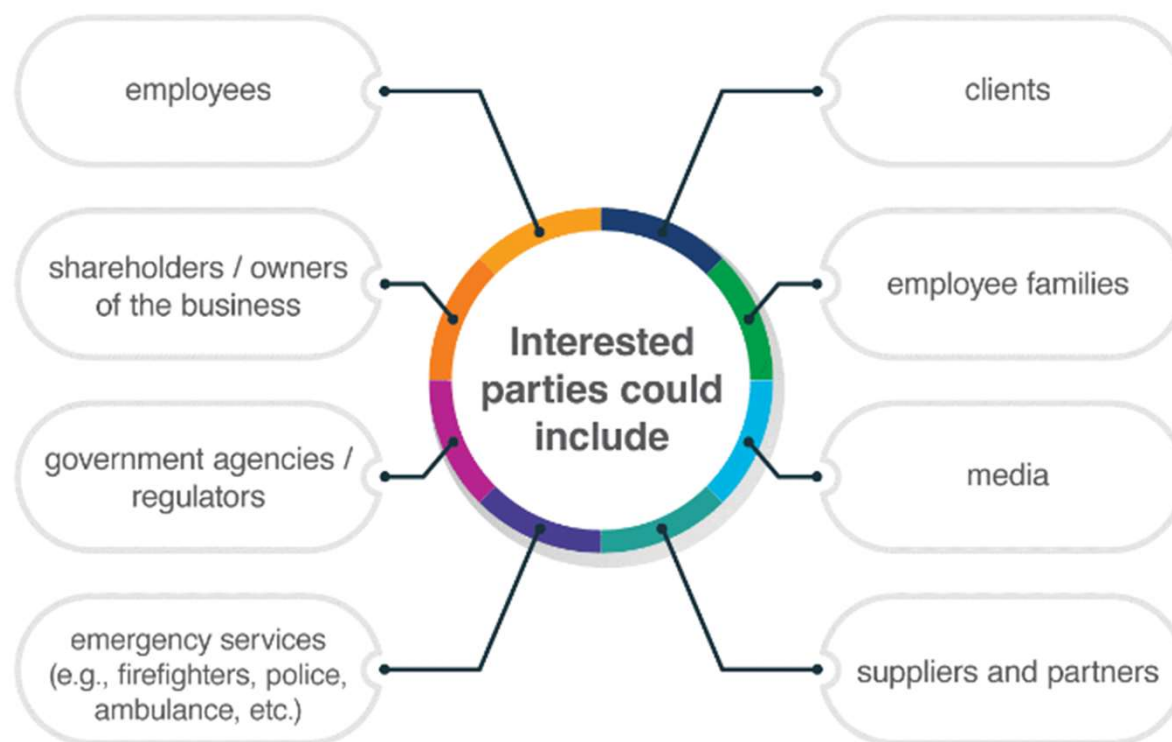 employees
shareholders / owners
of the business
government agencies /
regulators
emergency services
(e.g., firefighters, police,
ambulance, etc.)
Interested
parties could
include
clients
employee families
media
suppliers and partners